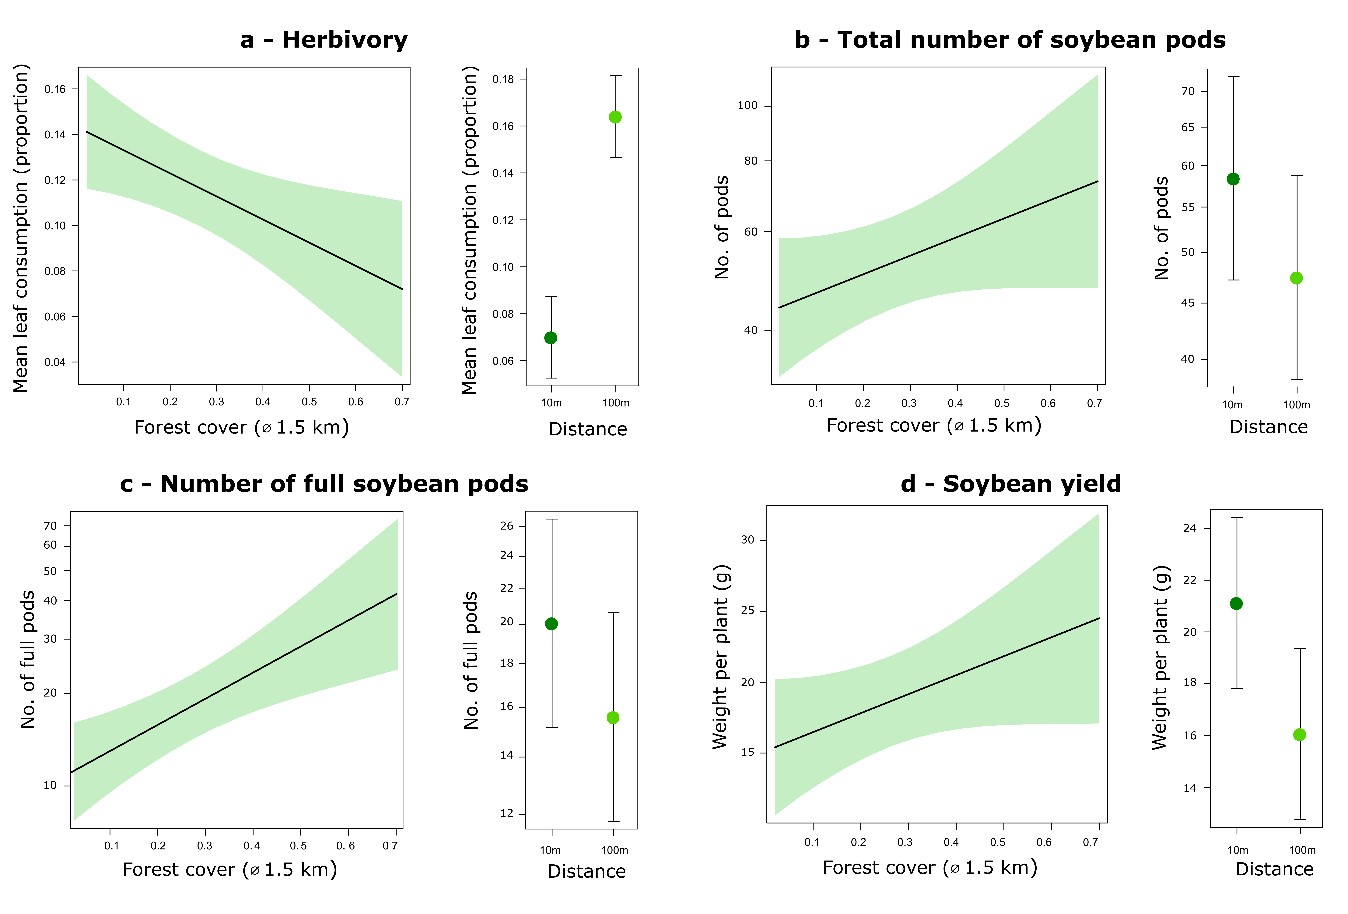 a - Herbivory
Mean leaf consumption (proportion)
0.16
0.14
0.12
0.10
0.08
0.06
0.04
0.1 0.2 0.3 0.4 0.5 0.6 0.7
Forest cover (⌀ 1.5 km)
Mean leaf consumption (proportion)
0.18
0.16
0.14
0.12
0.10
0.08
0.06
10m 100m
Distance
b - Total number of soybean pods
No. of pods
100
80
60
40
0.1 0.2 0.3 0.4 0.5 0.6 0.7
Forest cover (⌀ 1.5 km)
No. of pods
70
65
60
55
50
45
40
10m 100m
Distance
c - Number of full soybean pods
No. of full pods
70
60
50
40
30
20
10
0.1 0.2 0.3 0.4 0.5 0.6 0.7
Forest cover (⌀ 1.5 km)
No. of full pods
26
24
22
20
18
16
14
12
10m 100m
Distance
d - Soybean yield
Weight per plant (g)
30
25
20
15
0.1 0.2 0.3 0.4 0.5 0.6 0.7
Forest cover (⌀ 1.5 km)
Weight per plant (g)
24
22
20
18
16
14
10m 100m
Distance